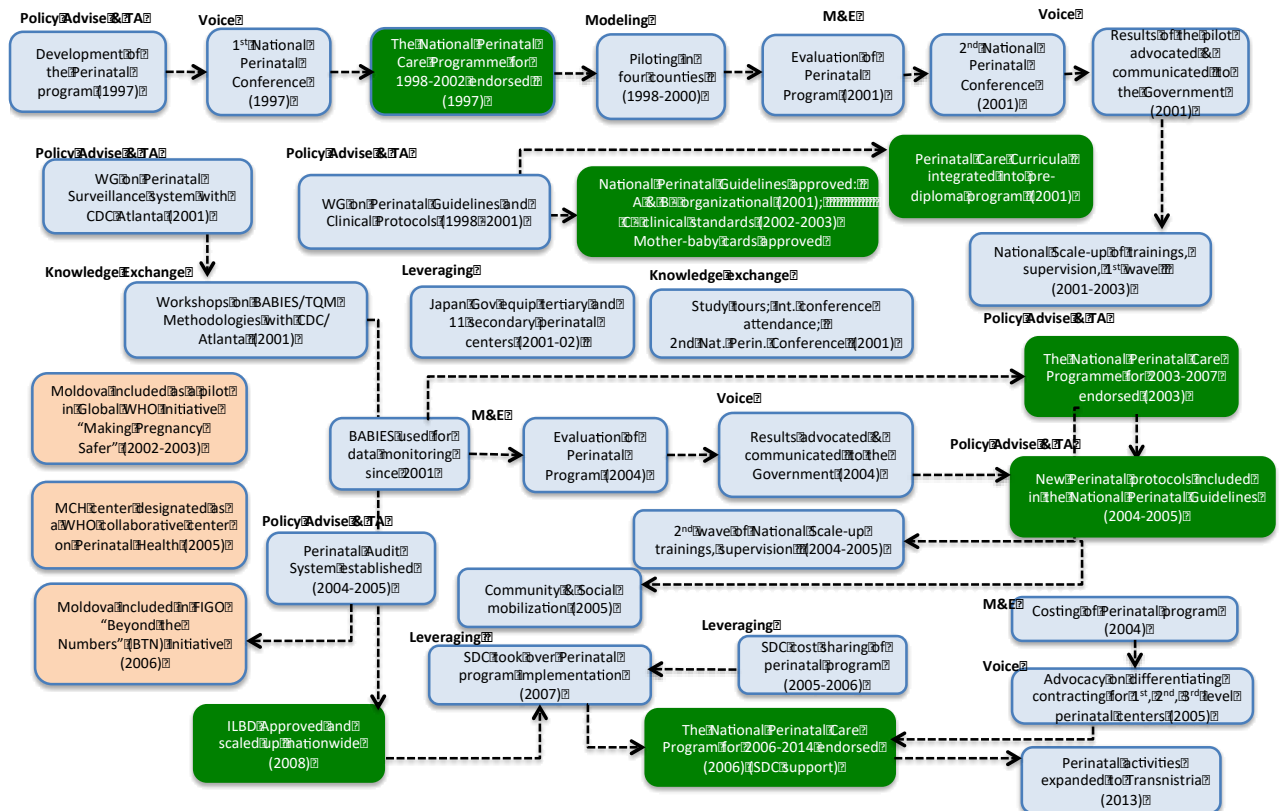 Policy Advise & TA
Development of
the Perinatal
program (1997)
Voice
1st National
Perinatal
Conference
(1997)
The National Perinatal
Care Programme for
1998-2002 endorsed
(1997)
Modeling
Piloting in
four counties
(1998-2000)
M&E
Evaluation of
Perinatal
Program (2001)
2nd National
Perinatal
Conference
(2001)
Voice
Results of the pilot
advocated &
communicated to
the Government
(2001)
Policy Advise & TA
WG on Perinatal
Surveillance system with
CDC Atlanta (2001)
Policy Advise & TA
WG on Perinatal Guidelines and
Clinical Protocols (1998-2001)
National Perinatal Guidelines approved:
A & B - organizational (2001);
C - clinical standards (2002-2003)
Mother-baby cards approved
Perinatal Care Curricula
integrated into pre-
diploma program (2001)
National Scale-up of trainings,
supervision, 1st wave
(2001-2003)
Knowledge Exchange
Workshops on BABIES/TQM
Methodologies with CDC/
Atlanta (2001)
Leveraging
Japan Gov equip tertiary and
11 secondary perinatal
centers (2001-02)
Knowledge exchange
Study tours; Int. conference
attendance;
2nd Nat. Perin. Conference (2001)
Policy Advise & TA
The National Perinatal Care
Programme for 2003-2007
endorsed (2003)
Moldova included as a pilot
in Global WHO Initiative
“Making Pregnancy
Safer” (2002-2003)
BABIES used for
data monitoring
since 2001
M&E
Evaluation of
Perinatal
Program (2004)
Voice
Results advocated &
communicated to the
Government (2004)
Policy Advise & TA
New Perinatal protocols included
in the National Perinatal Guidelines
(2004-2005)
MCH center designated as
a WHO collaborative center
on Perinatal Health (2005)
Policy Advise & TA
Perinatal Audit
System established
(2004-2005)
2nd wave of National Scale-up
trainings, supervision (2004-2005)
Community & Social
mobilization (2005)
Moldova included in FIGO
“Beyond the
Numbers” (BTN) Initiative
(2006)
Leveraging
SDC took over Perinatal
program implementation
(2007)
Leveraging
SDC cost sharing of
perinatal program
(2005-2006)
M&E
Costing of Perinatal program
(2004)
Voice
Advocacy on differentiating
contracting for 1st, 2nd, 3rd level
perinatal centers (2005)
ILBD Approved and
scaled up nationwide
(2008)
The National Perinatal Care
Program for 2006-2014 endorsed
(2006) (SDC support)
Perinatal activities
expanded to Transnistria
(2013)